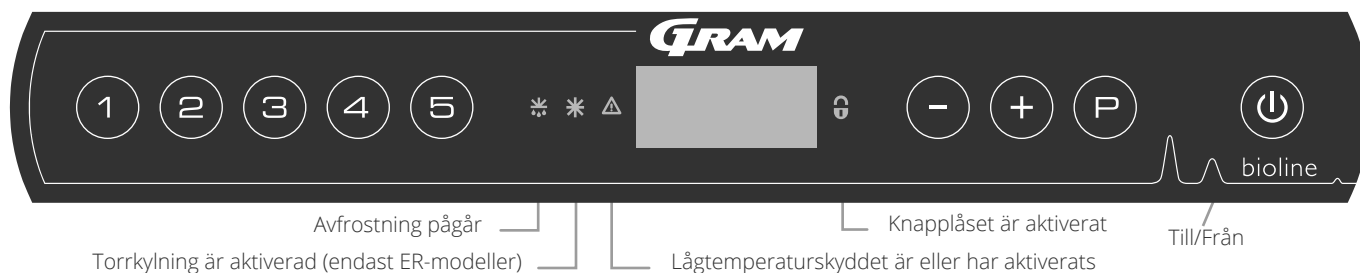 GRAM
1 2 3 4 5 - + P
bioline
Avfrostning pågår
Knapplåset är aktiverat
Till/Från
Torrkylning är aktiverad (endast ER-modeller)
Lågtemperaturskyddet är eller har aktiverats